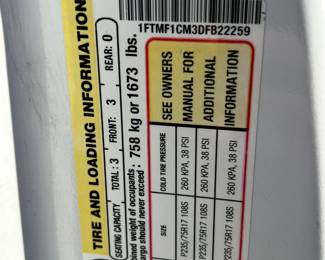 1FTMF1CM3DFB22259
TIRE AND LOADING INFORMATION
SEATING CAPACITY TOTAL: 3 FRONT: 3 REAR: 0
bined weight of occupants : 758 kg or 1673 lbs.
argo should never exceed :
SIZE COLD TIRE PRESSURE
P235/75R17 108S 260 KPA, 38 PSI
P235/75R17 108S 260 KPA, 38 PSI
P235/75R17 108S 260 KPA, 38 PSI
SEE OWNERS
MANUAL FOR
ADDITIONAL
INFORMATION